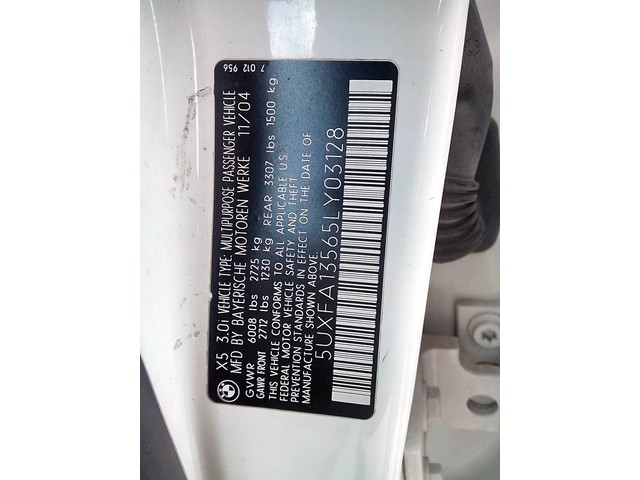 X5 3.0i VEHICLE TYPE: MULTIPURPOSE PASSENGER VEHICLE
MFD BY BAYERISCHE MOTOREN WERKE 11/04
GVWR 6008 lbs 2725 kg
GAWR FRONT 2712 lbs 1230 kg REAR 3307 lbs 1500 kg
THIS VEHICLE CONFORMS TO ALL APPLICABLE U.S.
FEDERAL MOTOR VEHICLE SAFETY AND THEFT
PREVENTION STANDARDS IN EFFECT ON THE DATE OF
MANUFACTURE SHOWN ABOVE.
5UXFA13565LY03128
7 012 956